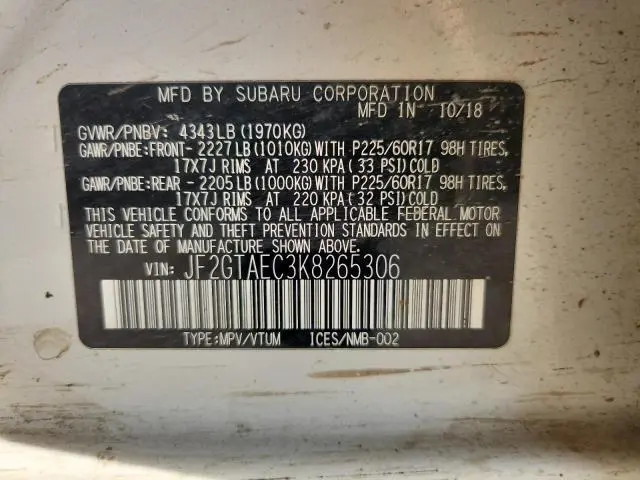 MFD BY SUBARU CORPORATION
MFD IN 10/18
GVWR/PNBV: 4343LB(1970KG)
GAWR/PNBE:FRONT-2227LB(1010KG)WITH P225/60R17 98H TIRES,
17X7J RIMS AT 230 KPA(33 PSI)COLD
GAWR/PNBE:REAR -2205LB(1000KG)WITH P225/60R17 98H TIRES,
17X7J RIMS AT 220 KPA(32 PSI)COLD
THIS VEHICLE CONFORMS TO ALL APPLICABLE FEDERAL MOTOR
VEHICLE SAFETY AND THEFT PREVENTION STANDARDS IN EFFECT
ON THE DATE OF MANUFACTURE SHOWN ABOVE.
VIN: JF2GTAEC3K8265306
TYPE:MPV/VTUM ICES/NMB-002